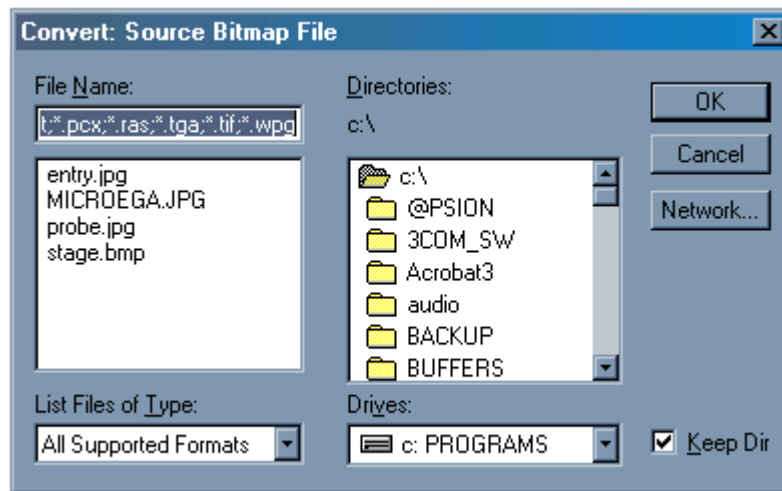 Convert: Source Bitmap File
File Name:
t;*.pcx;*.ras;*.tga;*.tif;*.wpg
entry.jpg
MICROEGA.JPG
probe.jpg
stage.bmp
List Files of Type:
All Supported Formats
Directories:
c:\
c:\
@PSION
3COM_SW
Acrobat3
audio
BACKUP
BUFFERS
Drives:
c: PROGRAMS
OK
Cancel
Network...
Keep Dir